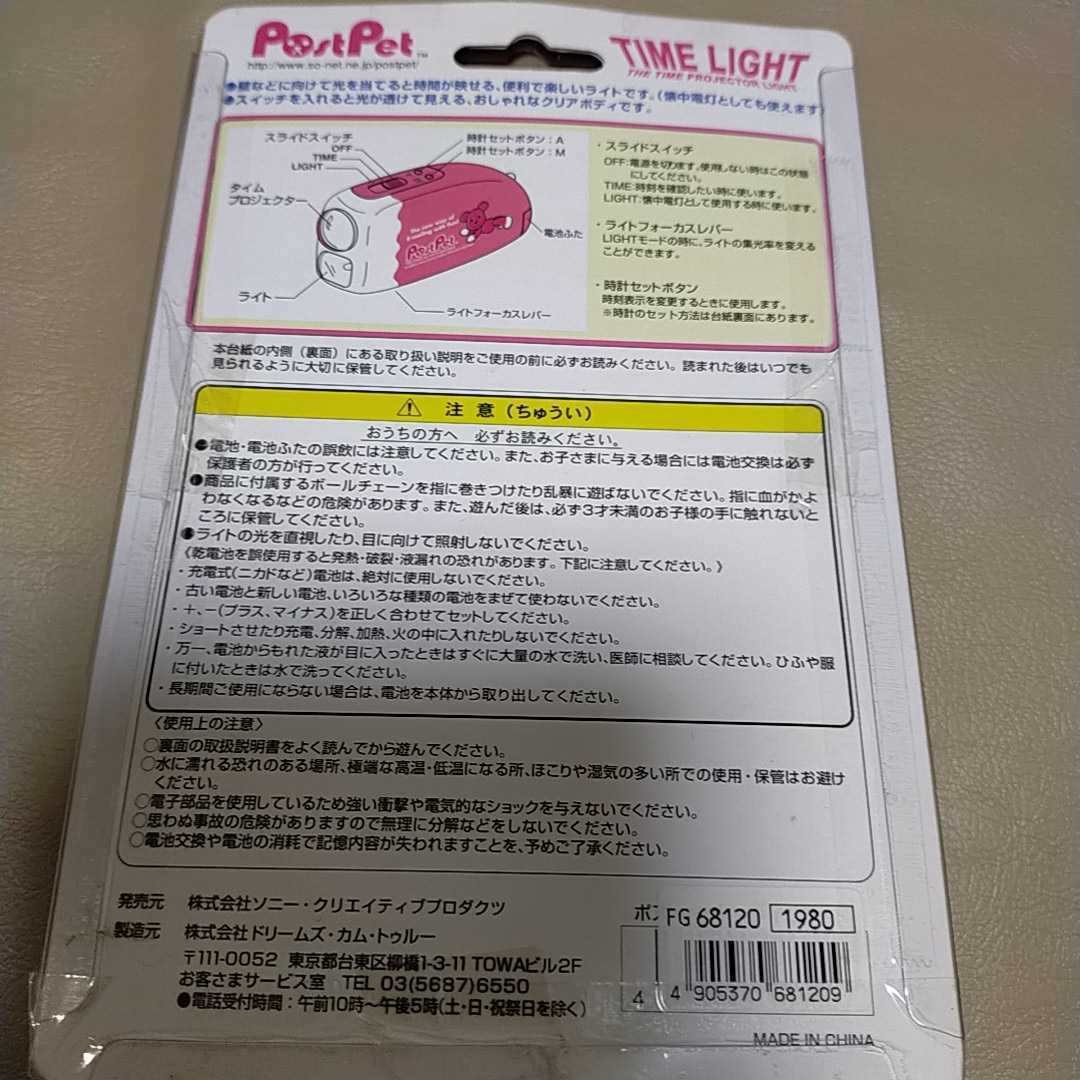 PostPet™
http://www.so-net.ne.jp/postpet/
TIME LIGHT
THE TIME PROJECTOR LIGHT
●壁などに向けて光を当てると時間が映せる、便利で楽しいライトです。(懐中電灯としても使えます)
●スイッチを入れると光が透けて見える、おしゃれなクリアボディです。
スライドスイッチ
OFF
TIME
LIGHT
時計セットボタン：A
時計セットボタン：M
タイム
プロジェクター
PostPet
電池ふた
ライト
ライトフォーカスレバー
・スライドスイッチ
OFF:電源を切ります。使用しない時はこの状態
にしてください。
TIME:時刻を確認したい時に使います。
LIGHT:懐中電灯として使用する時に使います。
・ライトフォーカスレバー
LIGHTモードの時に、ライトの集光率を変える
ことができます。
・時計セットボタン
時刻表示を変更するときに使用します。
※時計のセット方法は台紙裏面にあります。
本台紙の内側（裏面）にある取り扱い説明をご使用の前に必ずお読みください。読まれた後はいつでも
見られるように大切に保管してください。
⚠ 注意（ちゅうい）
おうちの方へ　必ずお読みください。
●電池・電池ふたの誤飲には注意してください。また、お子さまに与える場合には電池交換は必ず
保護者の方が行ってください。
●商品に付属するボールチェーンを指に巻きつけたり乱暴に遊ばないでください。指に血がかよ
わなくなるなどの危険があります。また、遊んだ後は、必ず3才未満のお子様の手に触れないと
ころに保管してください。
●ライトの光を直視したり、目に向けて照射しないでください。
《乾電池を誤使用すると発熱・破裂・液漏れの恐れがあります。下記に注意してください。》
・充電式(ニカドなど)電池は、絶対に使用しないでください。
・古い電池と新しい電池、いろいろな種類の電池をまぜて使わないでください。
・＋、－(プラス、マイナス)を正しく合わせてセットしてください。
・ショートさせたり充電、分解、加熱、火の中に入れたりしないでください。
・万一、電池からもれた液が目に入ったときはすぐに大量の水で洗い、医師に相談してください。ひふや服
に付いたときは水で洗ってください。
・長期間ご使用にならない場合は、電池を本体から取り出してください。
〈使用上の注意〉
○裏面の取扱説明書をよく読んでから遊んでください。
○水に濡れる恐れのある場所、極端な高温・低温になる所、ほこりや湿気の多い所での使用・保管はお避け
ください。
○電子部品を使用しているため強い衝撃や電気的なショックを与えないでください。
○思わぬ事故の危険がありますので無理に分解などをしないでください。
○電池交換や電池の消耗で記憶内容が失われますことを、予めご了承ください。
発売元　株式会社ソニー・クリエイティブプロダクツ
製造元　株式会社ドリームズ・カム・トゥルー
〒111-0052 東京都台東区柳橋1-3-11 TOWAビル2F
お客さまサービス室　TEL 03(5687)6550
●電話受付時間：午前10時〜午後5時(土・日・祝祭日を除く)
FG 68120 1980
4
4 905370 681209
MADE IN CHINA